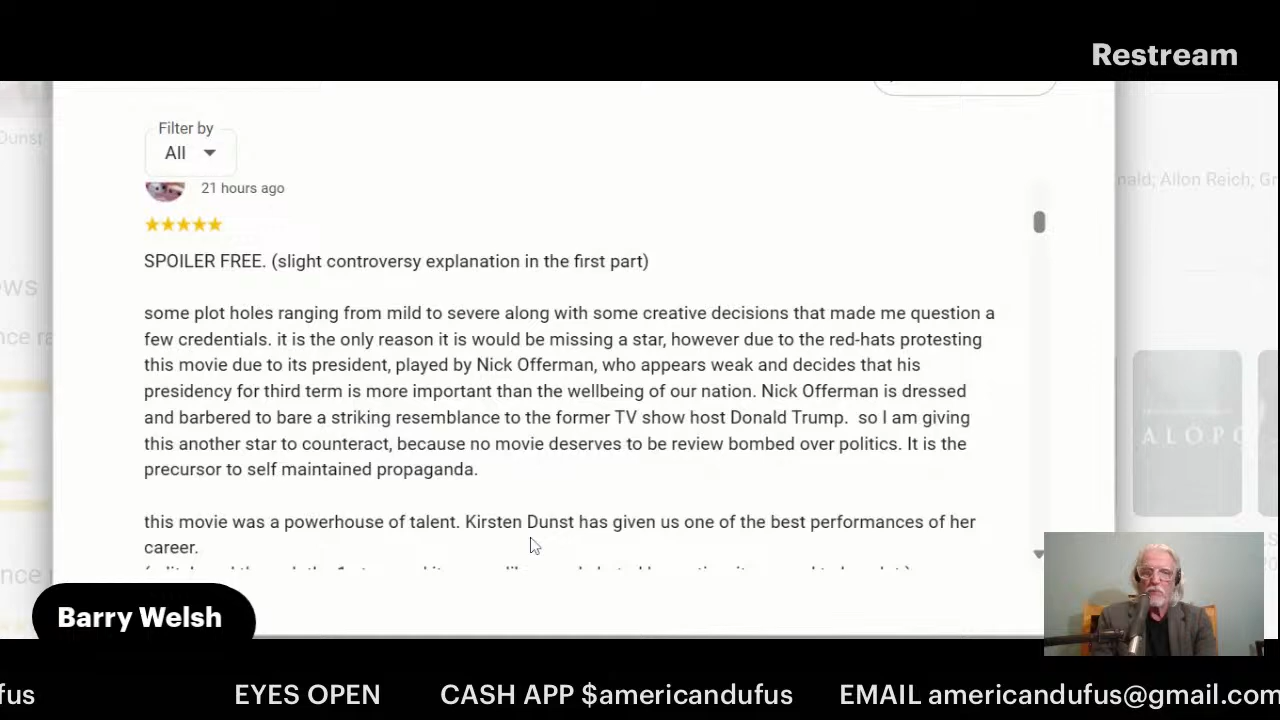 Restream
Filter by
All
Dunst
21 hours ago
nald; Allon Reich; Gr
SPOILER FREE. (slight controversy explanation in the first part)
ws
some plot holes ranging from mild to severe along with some creative decisions that made me question a
few credentials. it is the only reason it is would be missing a star, however due to the red-hats protesting
this movie due to its president, played by Nick Offerman, who appears weak and decides that his
presidency for third term is more important than the wellbeing of our nation. Nick Offerman is dressed
and barbered to bare a striking resemblance to the former TV show host Donald Trump.  so I am giving
this another star to counteract, because no movie deserves to be review bombed over politics. It is the
precursor to self maintained propaganda.
ALOPO
this movie was a powerhouse of talent. Kirsten Dunst has given us one of the best performances of her
career.
Barry Welsh
fus EYES OPEN CASH APP $americandufus EMAIL americandufus@gmail.com